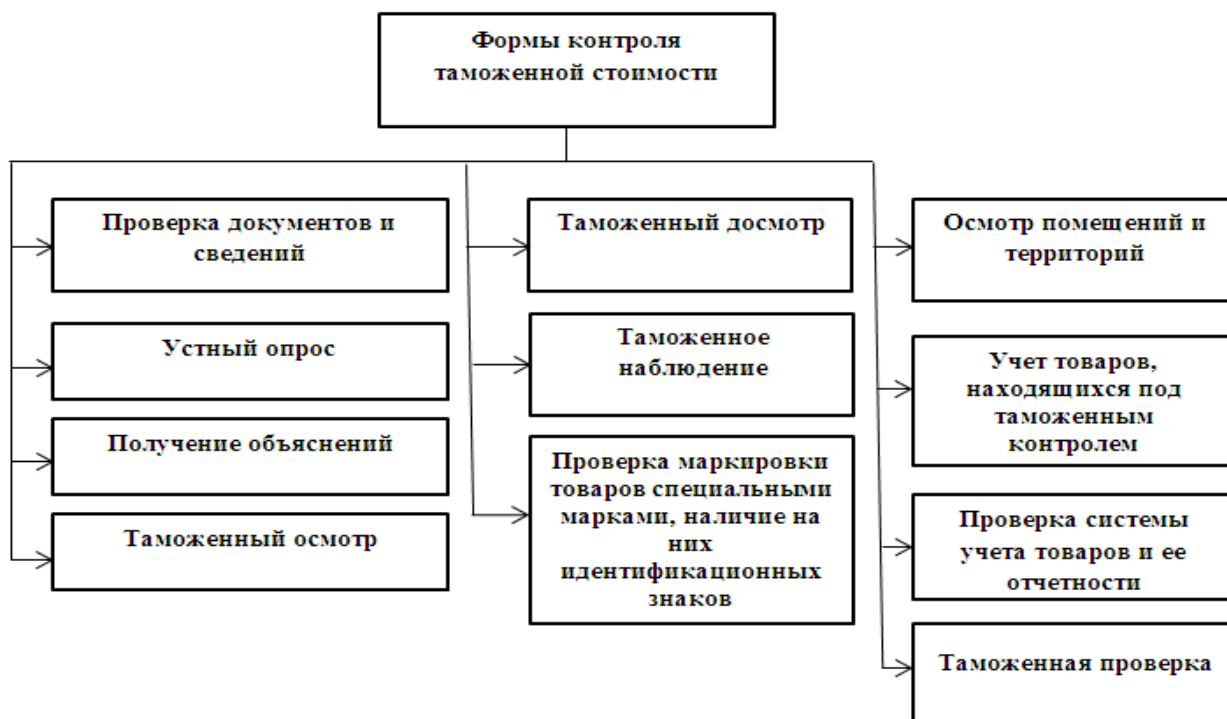 Формы контроля
таможенной стоимости
Проверка документов и
сведений
Устный опрос
Получение объяснений
Таможенный осмотр
Таможенный досмотр
Таможенное
наблюдение
Проверка маркировки
товаров специальными
марками, наличие на
них
идентификационных
знаков
Осмотр помещений и
территорий
Учет товаров,
находящихся под
таможенным
контролем
Проверка системы
учета товаров и ее
отчетности
Таможенная проверка